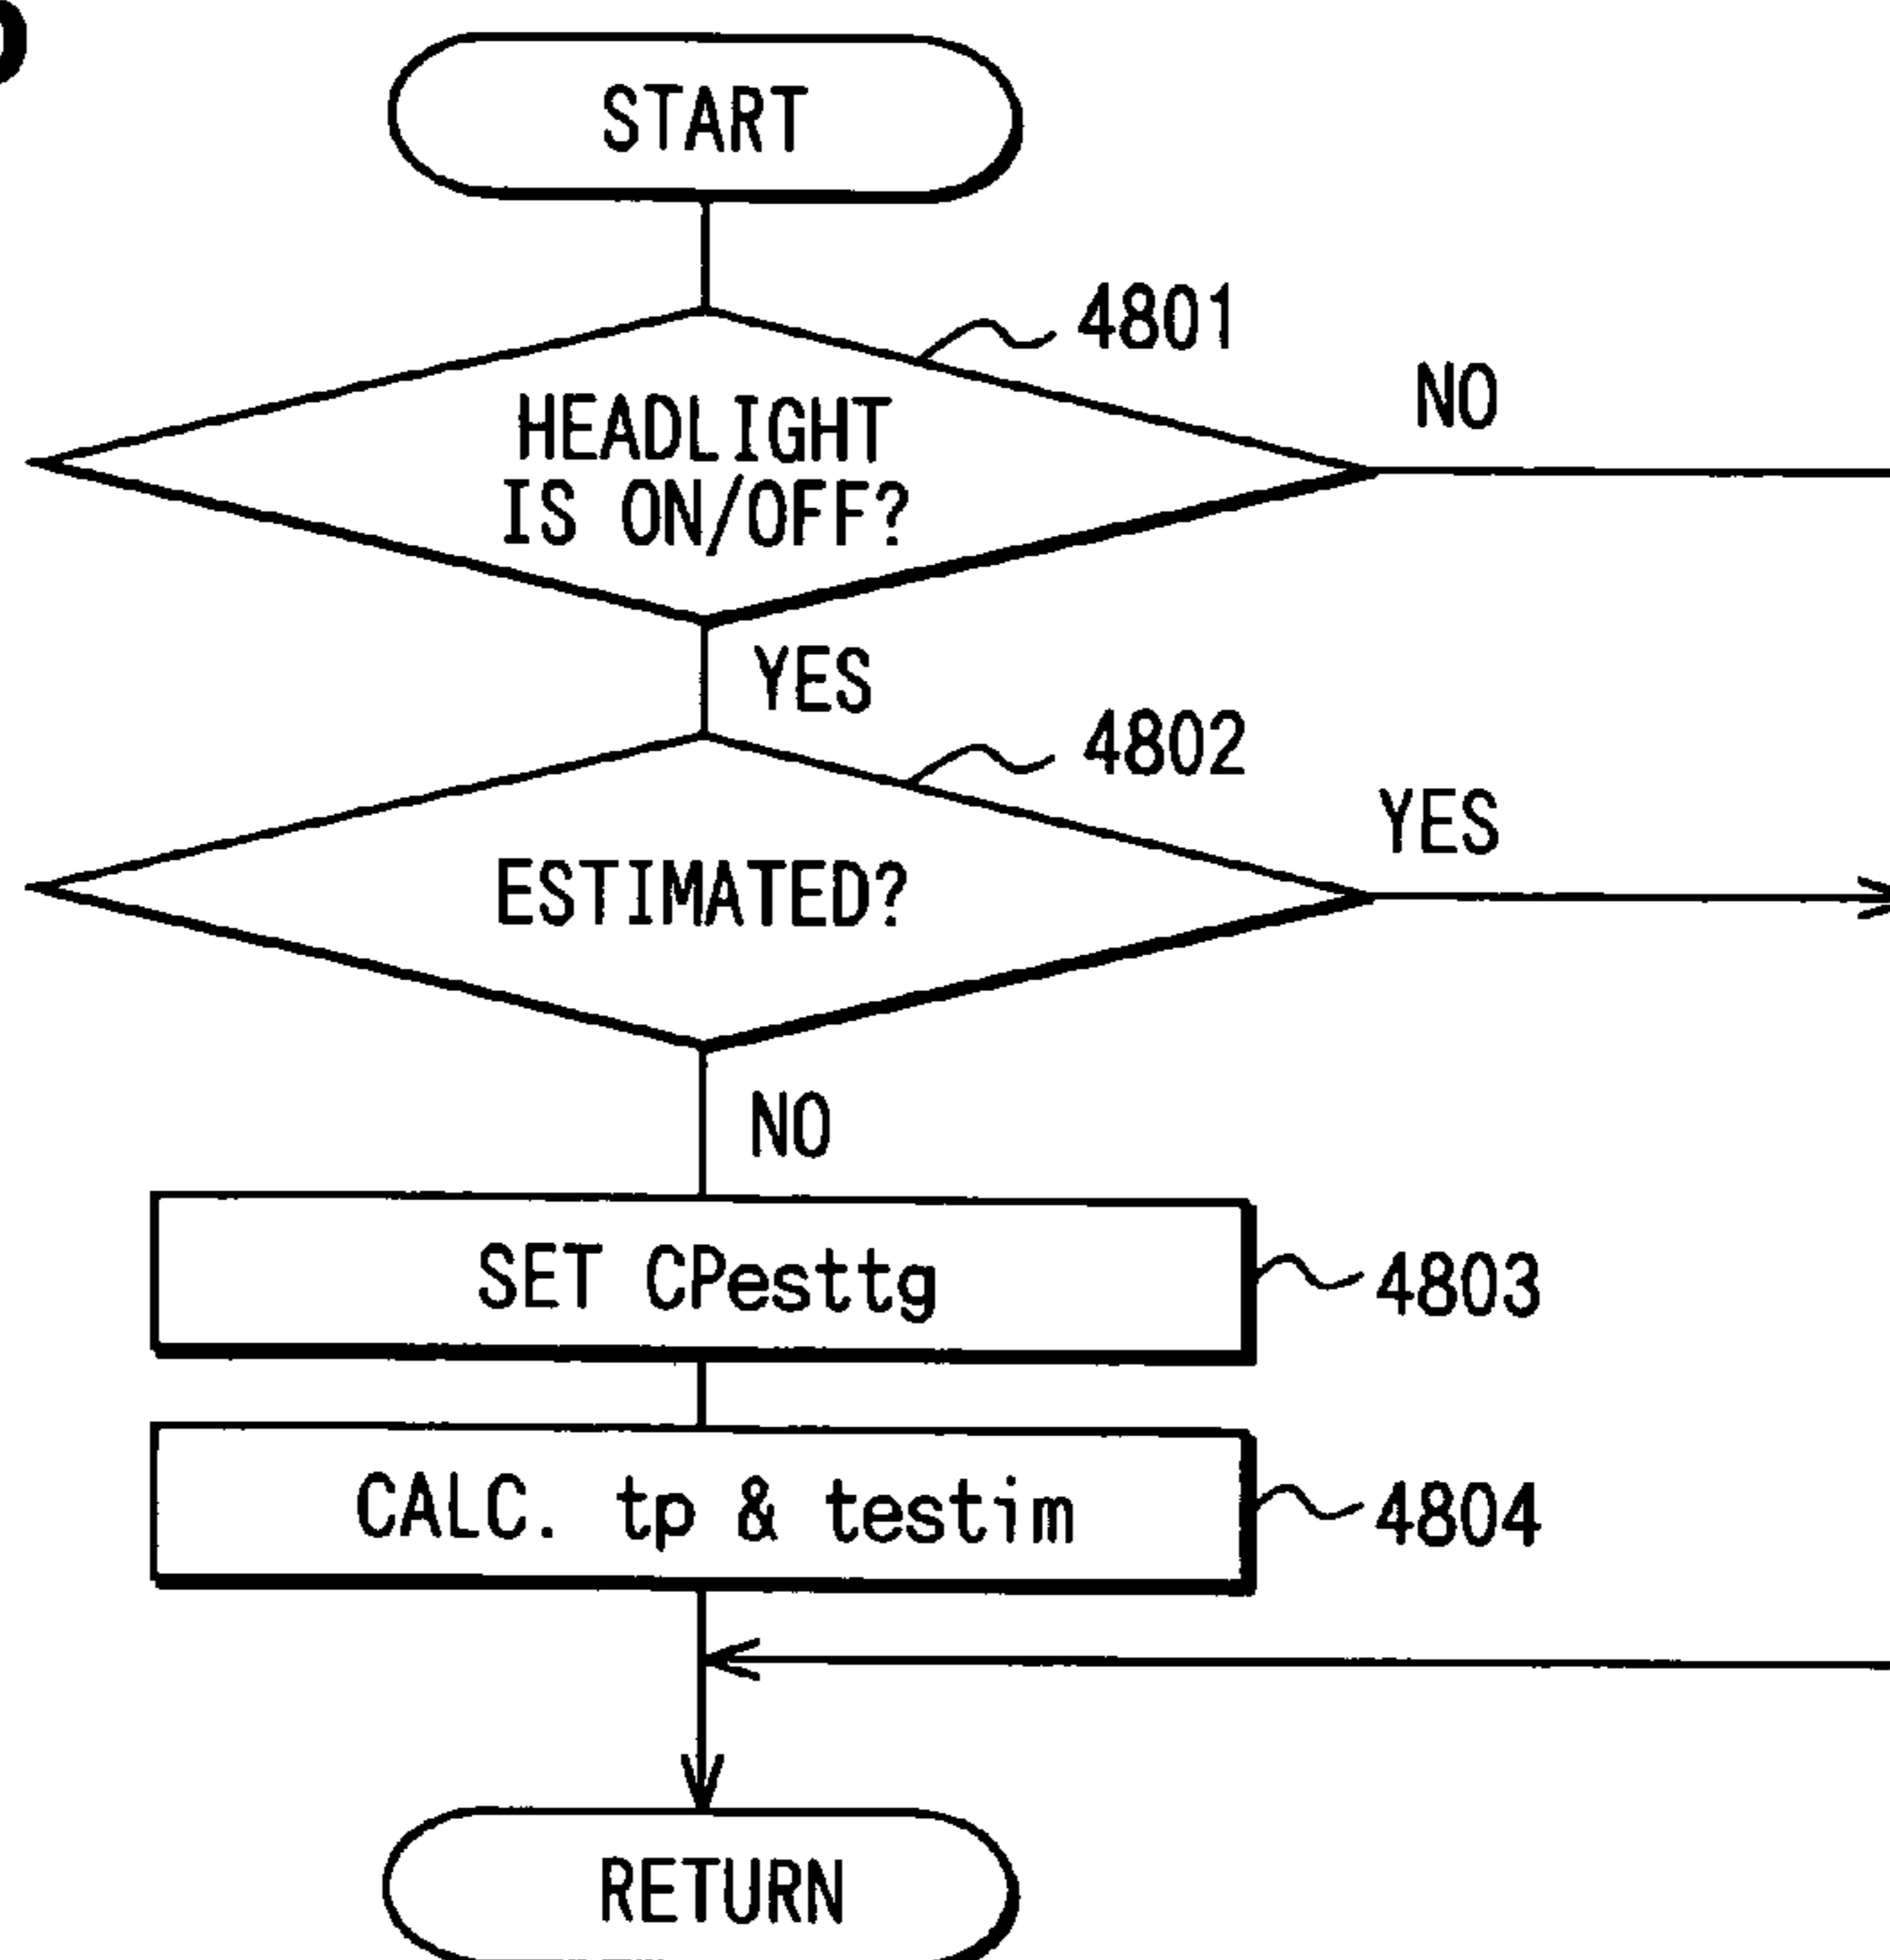 START
4801
NO
HEADLIGHT
IS ON/OFF?
YES
4802
YES
ESTIMATED?
NO
SET CPesttg
4803
CALC. tp & testim
4804
RETURN